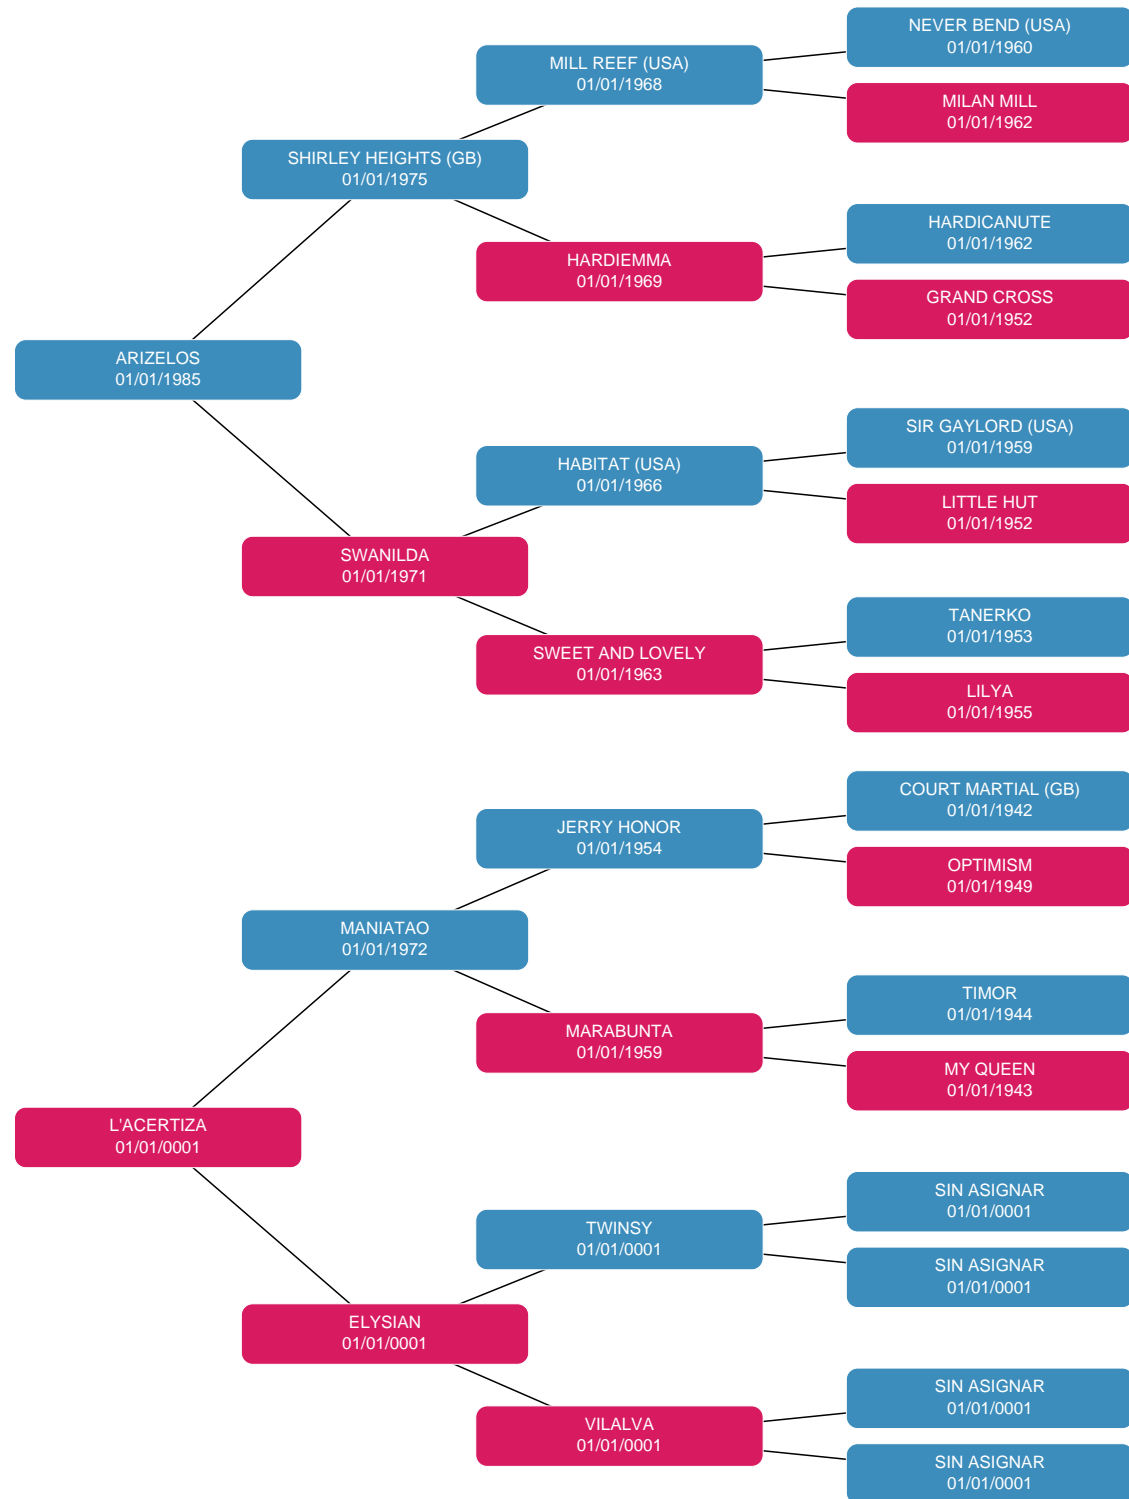 NEVER BEND (USA)
01/01/1960
MILL REEF (USA)
01/01/1968
MILAN MILL
01/01/1962
SHIRLEY HEIGHTS (GB)
01/01/1975
HARDICANUTE
01/01/1962
HARDIEMMA
01/01/1969
GRAND CROSS
01/01/1952
ARIZELOS
01/01/1985
SIR GAYLORD (USA)
01/01/1959
HABITAT (USA)
01/01/1966
LITTLE HUT
01/01/1952
SWANILDA
01/01/1971
TANERKO
01/01/1953
SWEET AND LOVELY
01/01/1963
LILYA
01/01/1955
COURT MARTIAL (GB)
01/01/1942
JERRY HONOR
01/01/1954
OPTIMISM
01/01/1949
MANIATAO
01/01/1972
TIMOR
01/01/1944
MARABUNTA
01/01/1959
MY QUEEN
01/01/1943
L'ACERTIZA
01/01/0001
SIN ASIGNAR
01/01/0001
TWINSY
01/01/0001
SIN ASIGNAR
01/01/0001
ELYSIAN
01/01/0001
SIN ASIGNAR
01/01/0001
VILALVA
01/01/0001
SIN ASIGNAR
01/01/0001